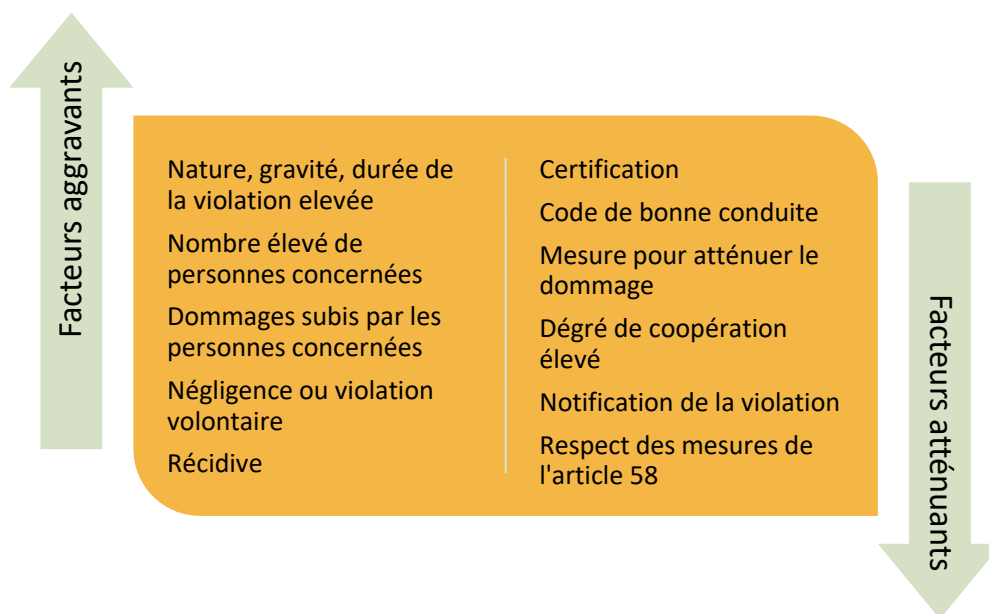 Facteurs aggravants
Nature, gravité, durée de
la violation elevée
Nombre élevé de
personnes concernées
Dommages subis par les
personnes concernées
Négligence ou violation
volontaire
Récidive
Certification
Code de bonne conduite
Mesure pour atténuer le
dommage
Dégré de coopération
élevé
Notification de la violation
Respect des mesures de
l'article 58
Facteurs atténuants